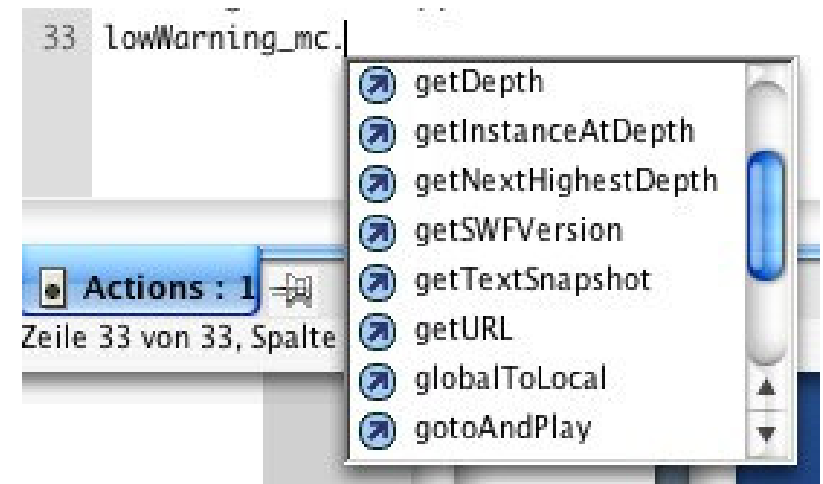 33 lowWarning_mc.
getDepth
getInstanceAtDepth
getNextHighestDepth
getSWFVersion
getTextSnapshot
getURL
globalToLocal
gotoAndPlay
Actions : 1
Zeile 33 von 33, Spalte